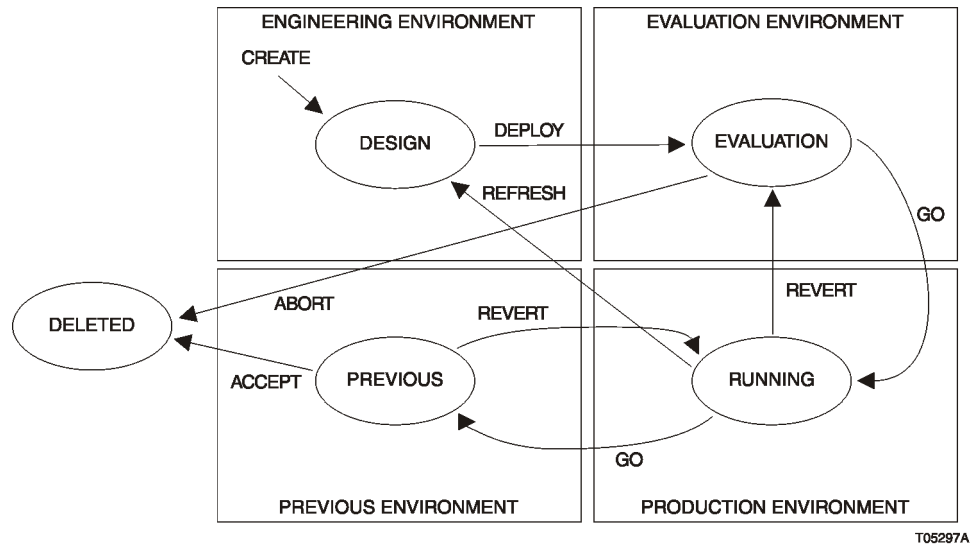 ENGINEERING ENVIRONMENT
EVALUATION ENVIRONMENT
CREATE
DESIGN
DEPLOY
EVALUATION
REFRESH
GO
ABORT
REVERT
REVERT
DELETED
ACCEPT
PREVIOUS
RUNNING
GO
PREVIOUS ENVIRONMENT
PRODUCTION ENVIRONMENT
T05297A